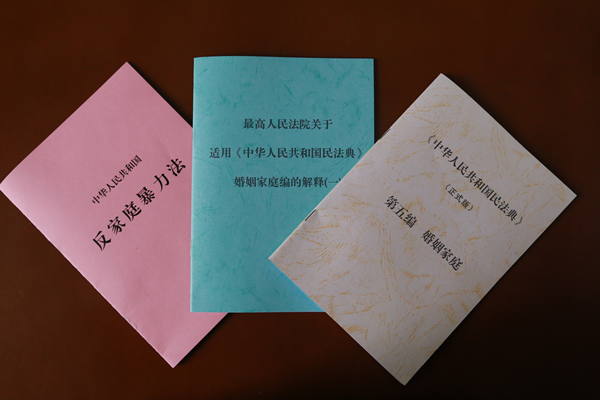 中华人民共和国
反家庭暴力法
最高人民法院关于
适用《中华人民共和国民法典》
婚姻家庭编的解释(一)
《中华人民共和国民法典》
(正式版)
第五编 婚姻家庭